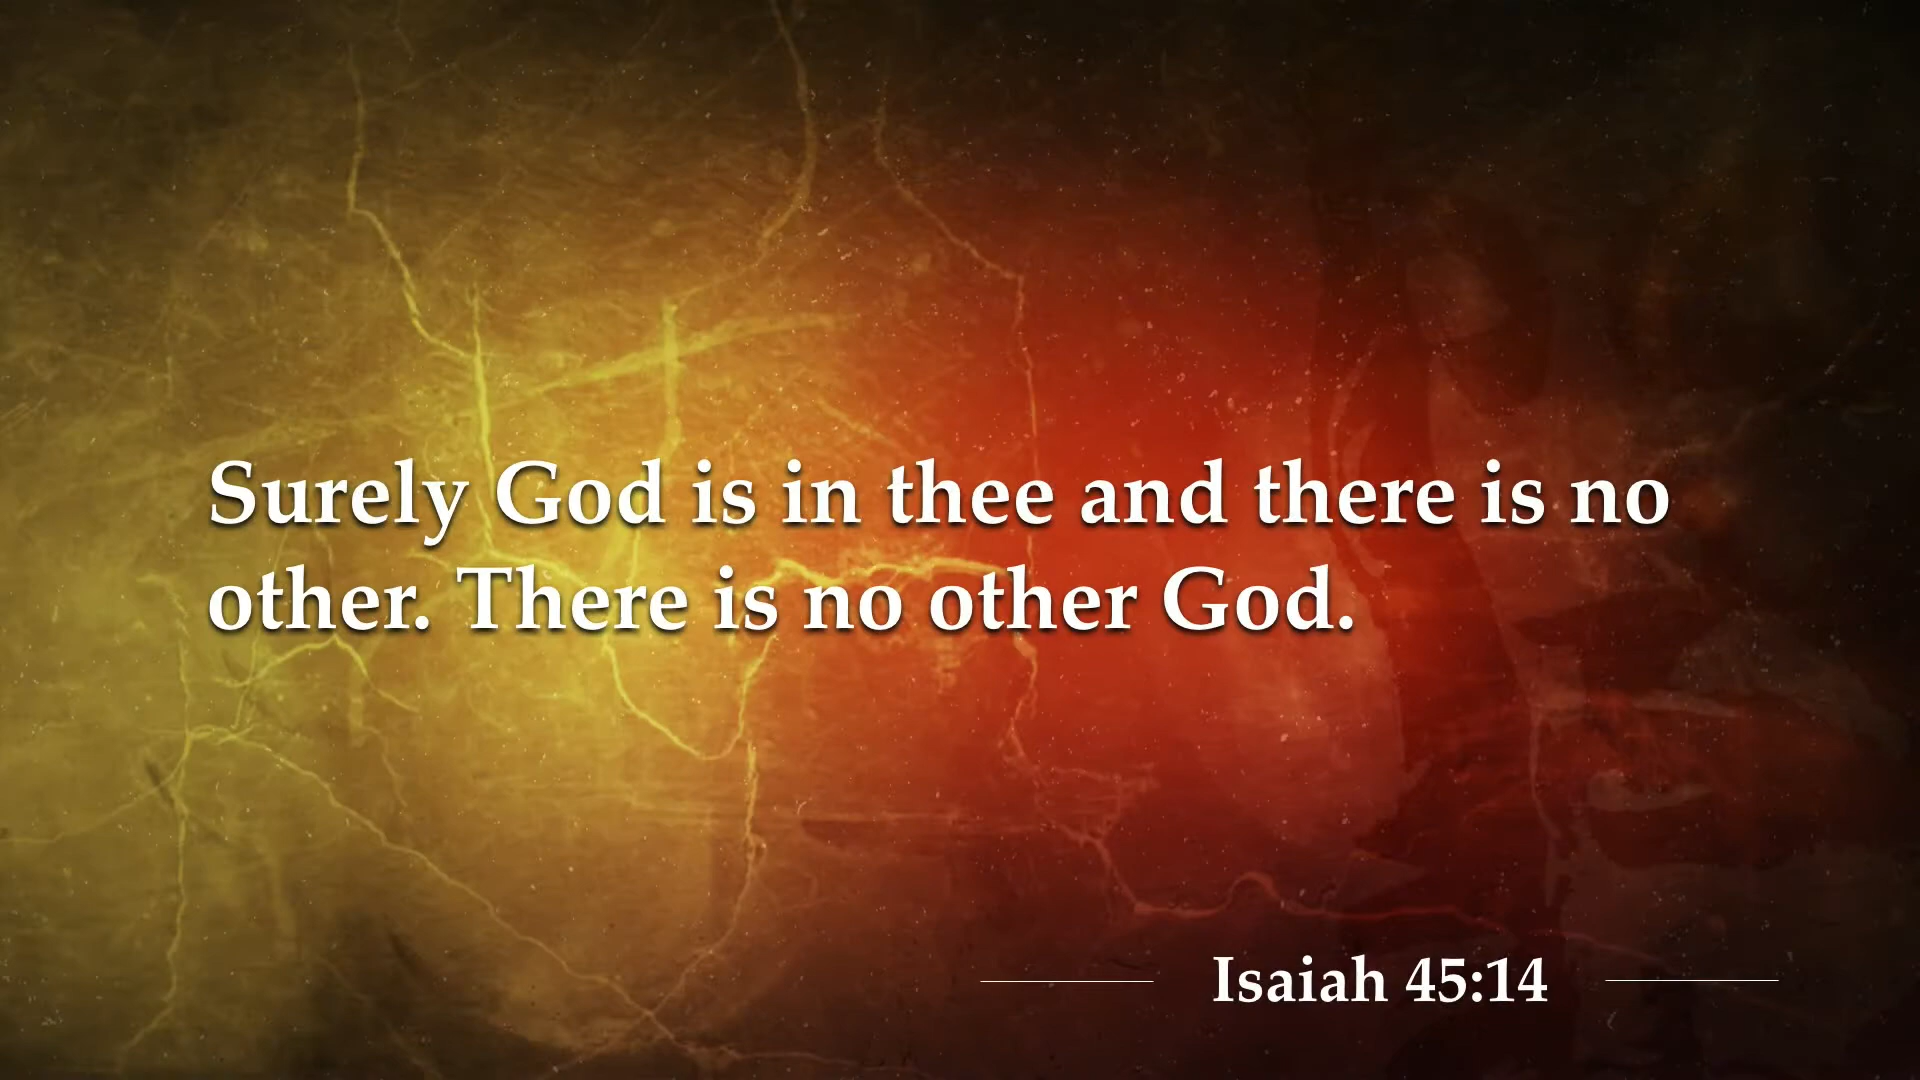 Surely God is in thee and there is no
other. There is no other God.
Isaiah 45:14